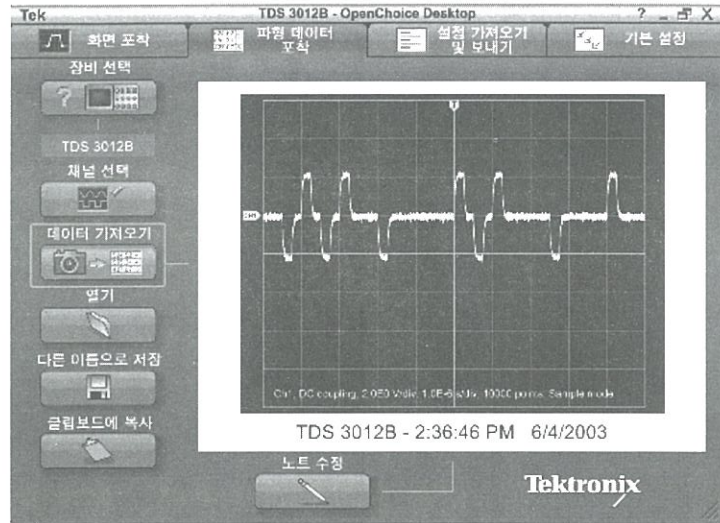 Tek TDS 3012B - OpenChoice Desktop ? _ X
화면 포착
파형 데이터
포착
설정 가져오기
및 보내기
기본 설정
장비 선택
TDS 3012B
채널 선택
데이터 가져오기
열기
다른 이름으로 저장
클립보드에 복사
Ch1, DC coupling, 2.0E0 V/div, 1.0E-6 s/div, 10000 points, Sample mode
TDS 3012B - 2:36:46 PM 6/4/2003
노트 수정
Tektronix